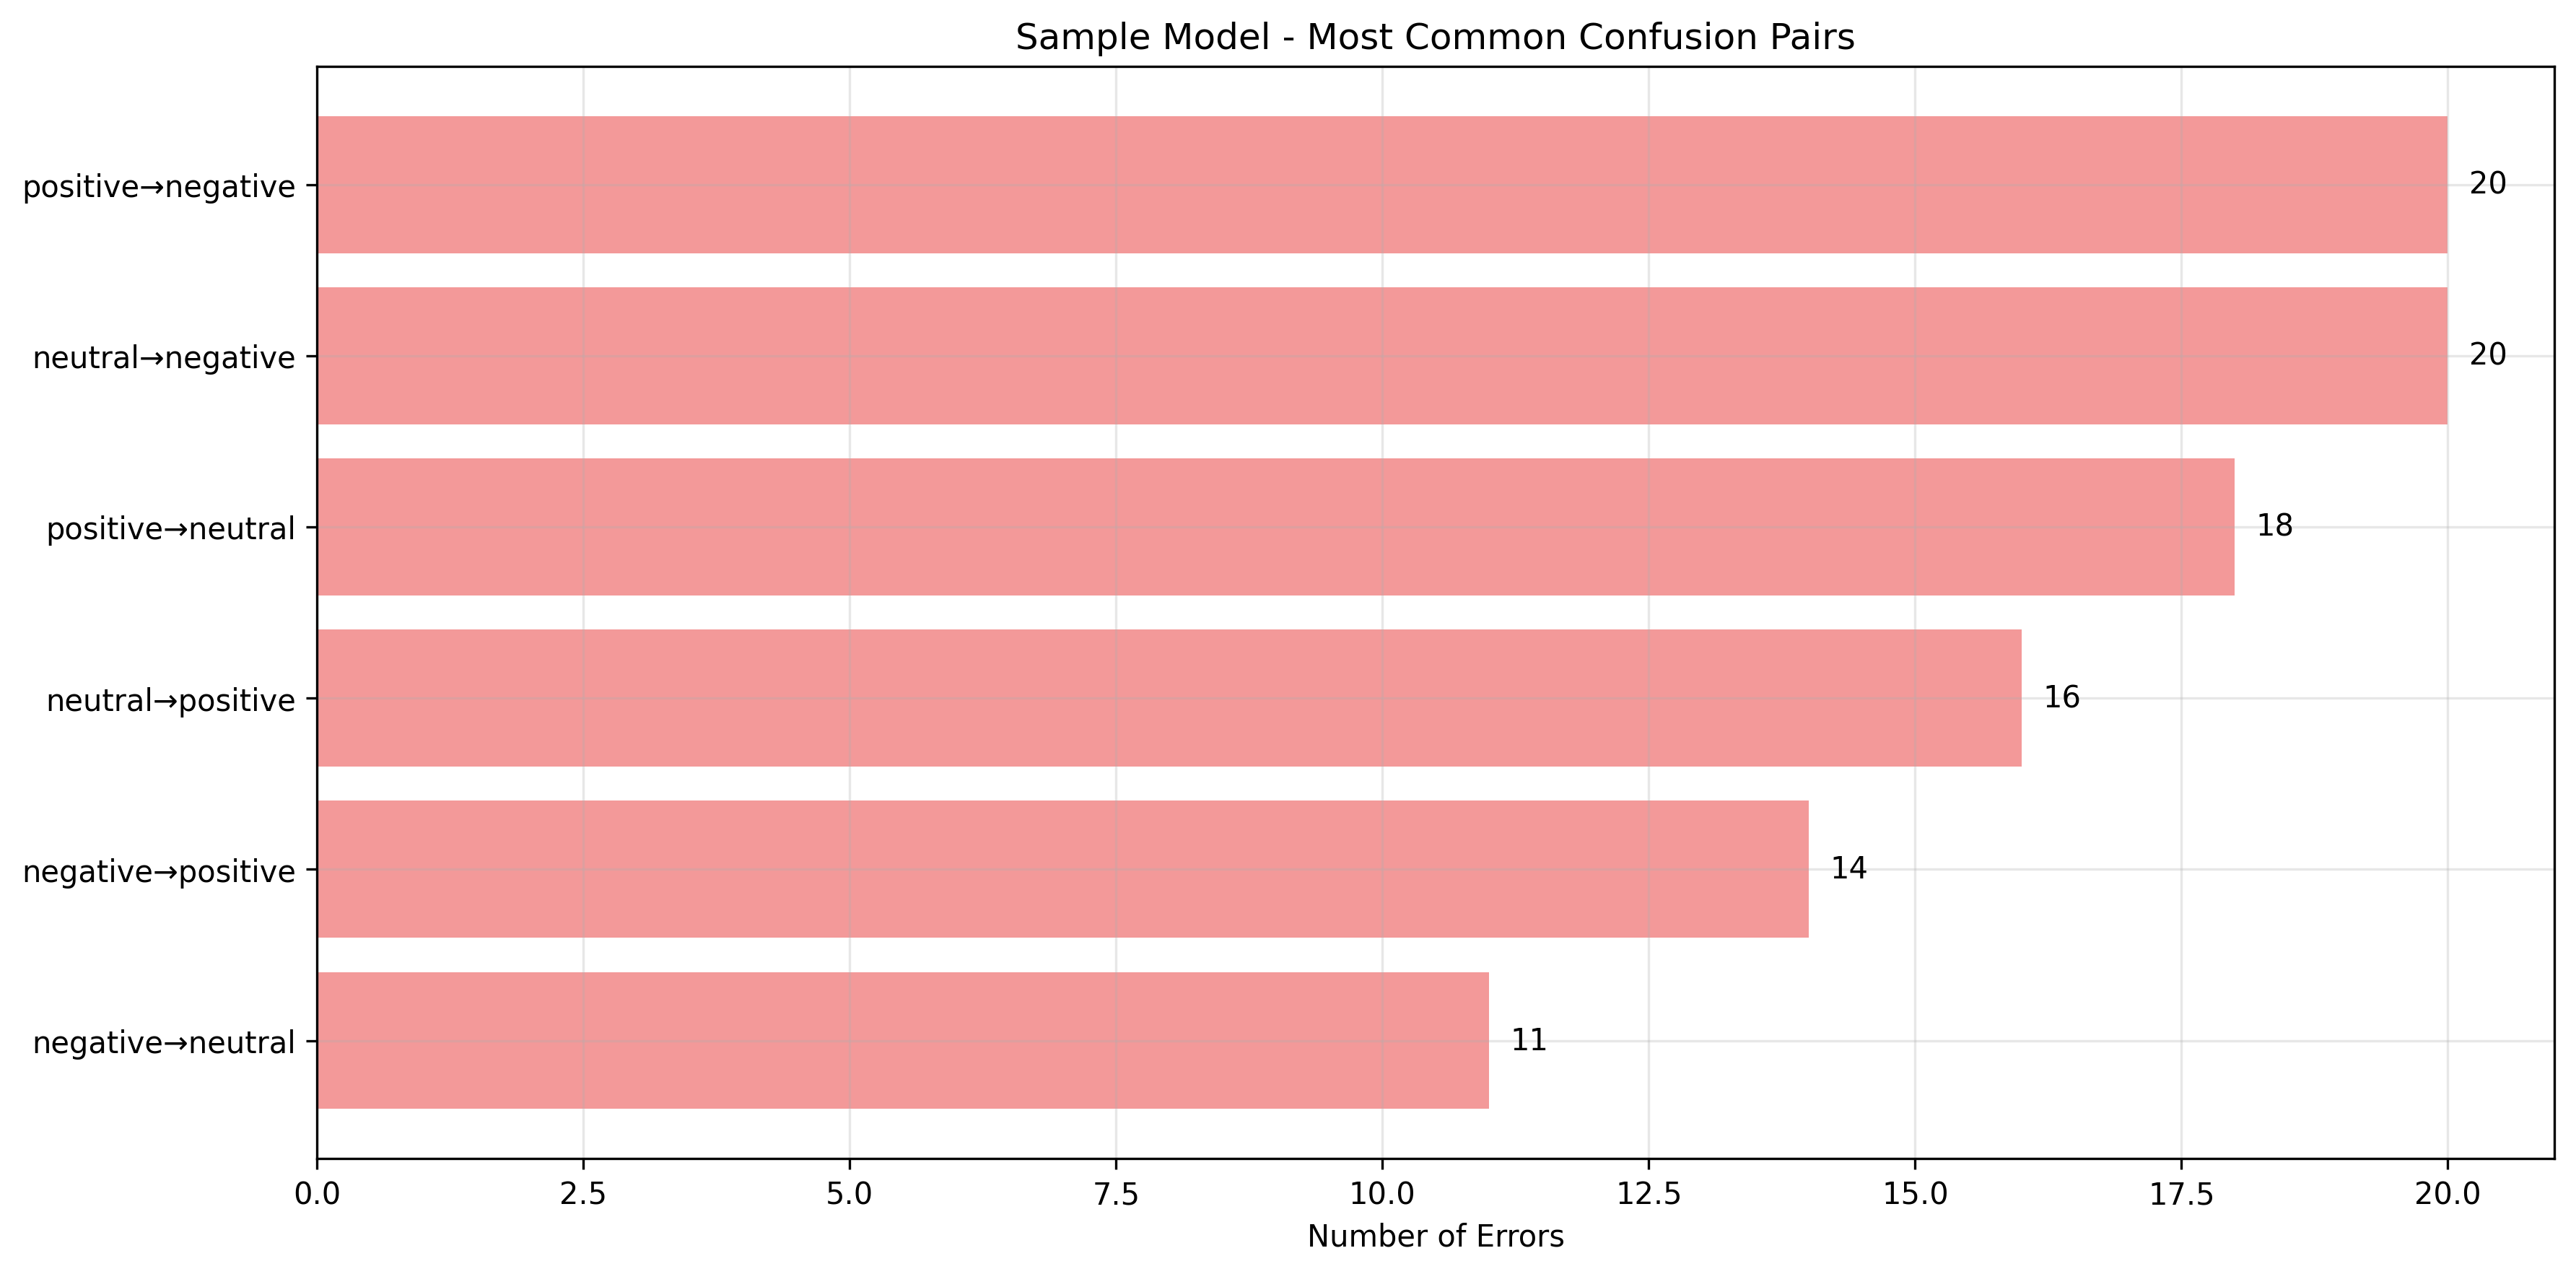 Sample Model - Most Common Confusion Pairs
positive→negative
20
neutral→negative
20
positive→neutral
18
neutral→positive
16
negative→positive
14
negative→neutral
11
0.0 2.5 5.0 7.5 10.0 12.5 15.0 17.5 20.0
Number of Errors